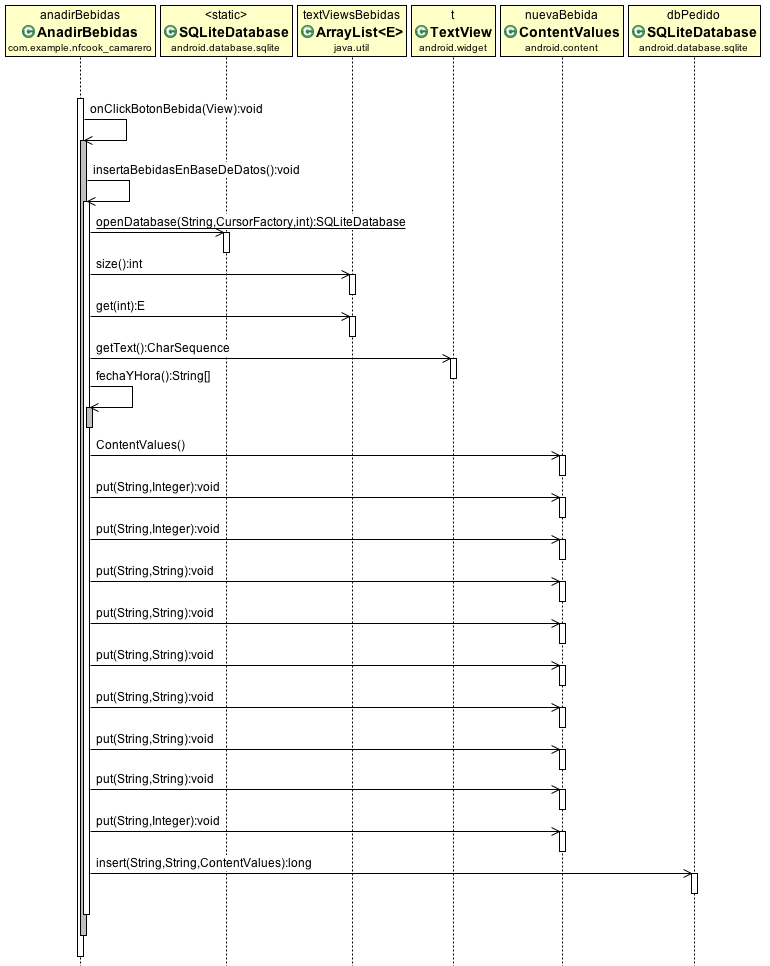 anadirBebidas
AnadirBebidas
com.example.nfcook_camarero
<static>
SQLiteDatabase
android.database.sqlite
textViewsBebidas
ArrayList<E>
java.util
t
TextView
android.widget
nuevaBebida
ContentValues
android.content
dbPedido
SQLiteDatabase
android.database.sqlite
onClickBotonBebida(View):void
insertaBebidasEnBaseDeDatos():void
openDatabase(String,CursorFactory,int):SQLiteDatabase
size():int
get(int):E
getText():CharSequence
fechaYHora():String[]
ContentValues()
put(String,Integer):void
put(String,Integer):void
put(String,String):void
put(String,String):void
put(String,String):void
put(String,String):void
put(String,String):void
put(String,String):void
put(String,Integer):void
insert(String,String,ContentValues):long